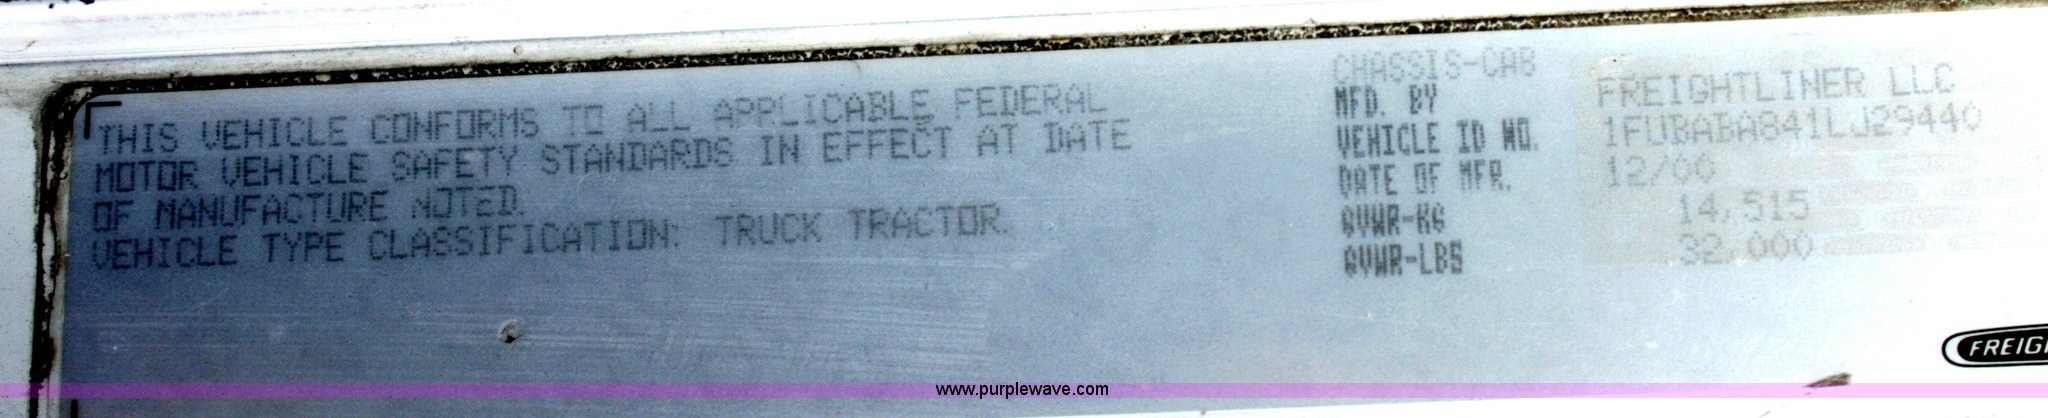 THIS VEHICLE CONFORMS TO ALL APPLICABLE FEDERAL
MOTOR VEHICLE SAFETY STANDARDS IN EFFECT AT DATE
OF MANUFACTURE NOTED.
VEHICLE TYPE CLASSIFICATION: TRUCK TRACTOR.
CHASSIS-CAB
MFD. BY FREIGHTLINER LLC
VEHICLE ID NO. 1FUBABA841LJ29440
DATE OF MFR. 12/00
GVWR-KG 14,515
GVWR-LBS 32,000
FREIG
www.purplewave.com